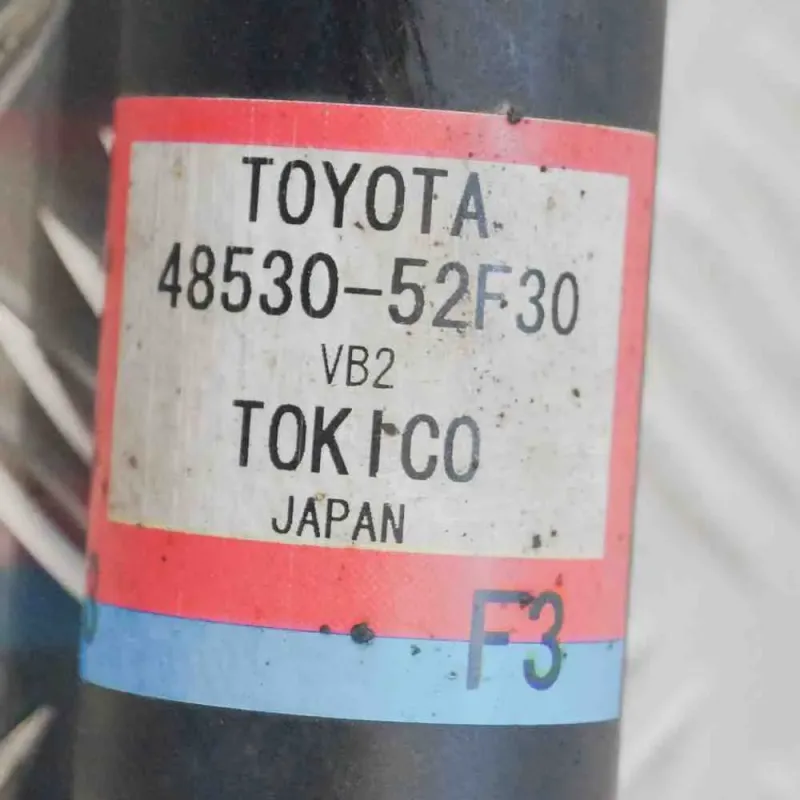 TOYOTA
48530-52F30
VB2
TOKICO
JAPAN
F3